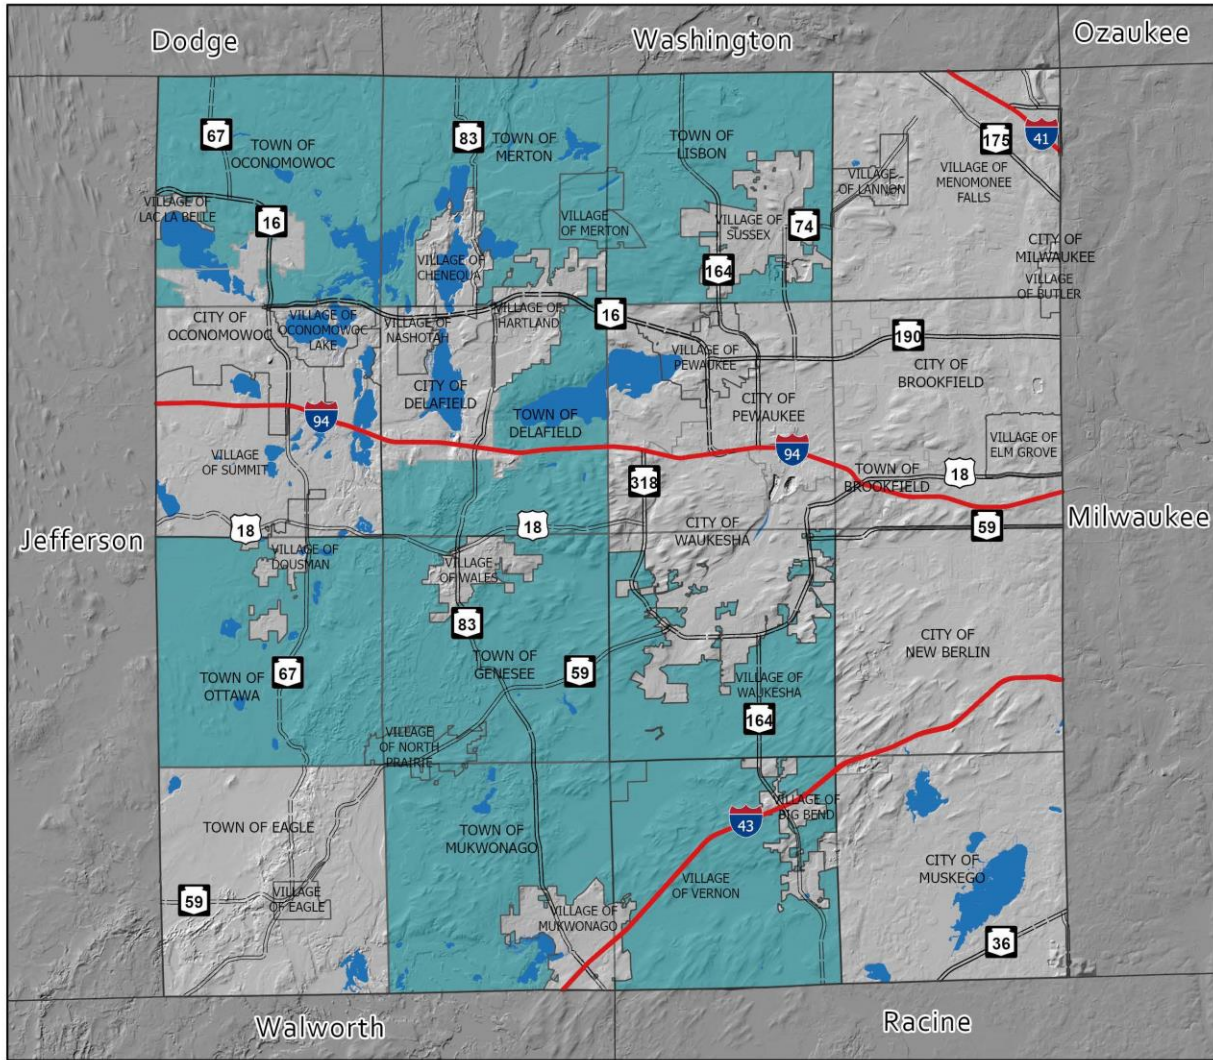 Dodge
Washington
Ozaukee
67
TOWN OF
OCONOMOWOC
83
TOWN OF
MERTON
TOWN OF
LISBON
175
41
VILLAGE
OF LANNON
VILLAGE OF
MENOMONEE
FALLS
VILLAGE OF
LAC LA BELLE
16
VILLAGE
OF MERTON
VILLAGE OF
SUSSEX
74
VILLAGE OF
CHENEQUA
164
CITY OF
MILWAUKEE
VILLAGE
OF BUTLER
CITY OF
OCONOMOWOC
VILLAGE OF
OCONOMOWOC
LAKE
VILLAGE OF
NASHOTAH
VILLAGE OF
HARTLAND
16
VILLAGE OF
PEWAUKEE
190
CITY OF
BROOKFIELD
CITY OF
DELAFIELD
CITY OF
PEWAUKEE
94
TOWN OF
DELAFIELD
94
VILLAGE OF
ELM GROVE
VILLAGE
OF SUMMIT
318
TOWN OF
BROOKFIELD
18
Jefferson
18
VILLAGE OF
DOUSMAN
18
CITY OF
WAUKESHA
59
Milwaukee
VILLAGE
OF WALES
83
TOWN OF
GENESEE
59
CITY OF
NEW BERLIN
TOWN OF
OTTAWA
67
VILLAGE OF
WAUKESHA
164
VILLAGE
OF NORTH
PRAIRIE
TOWN OF EAGLE
TOWN OF
MUKWONAGO
43
VILLAGE OF
BIG BEND
59
VILLAGE
OF EAGLE
VILLAGE OF
MUKWONAGO
VILLAGE
OF VERNON
CITY OF
MUSKEGO
36
Walworth
Racine